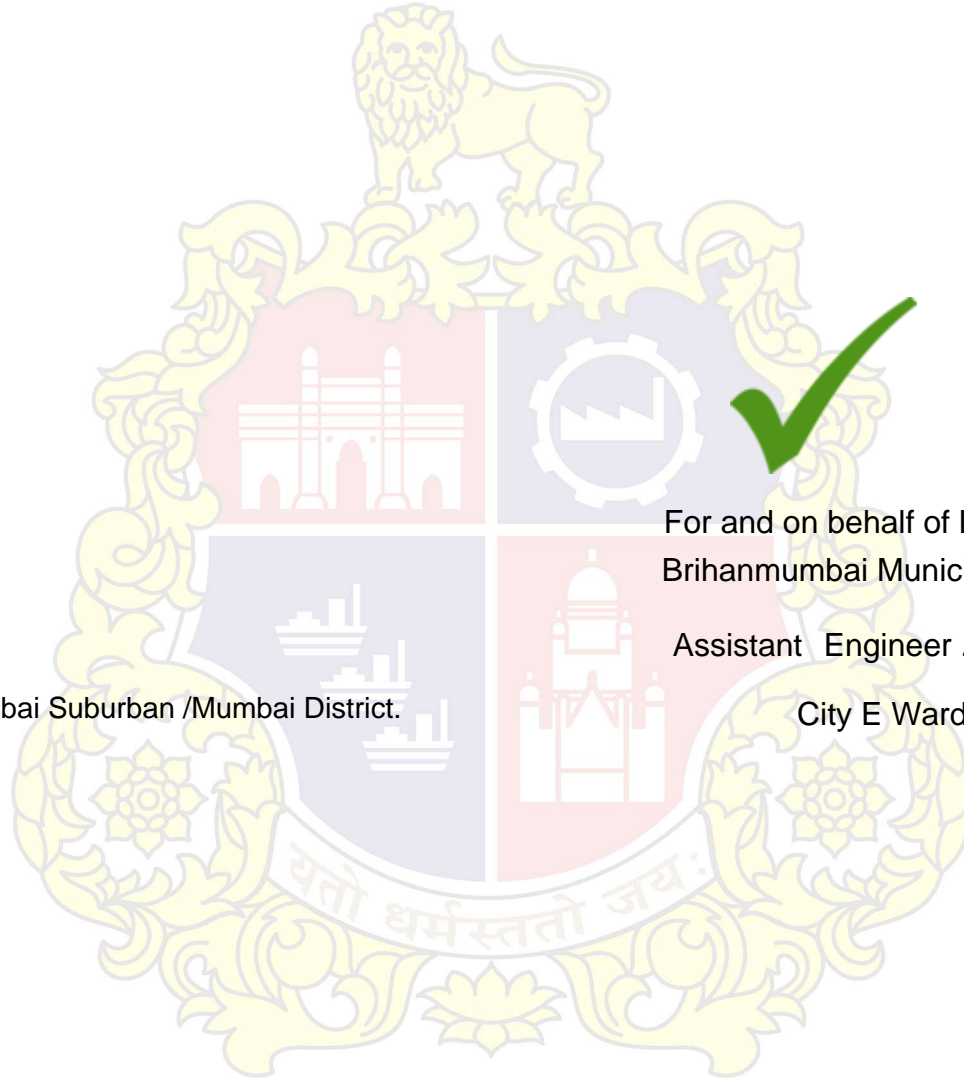 For and on behalf of
Brihanmumbai Munic
Assistant Engineer .
bai Suburban /Mumbai District.
City E Ward
यतो धर्मस्ततो जय: